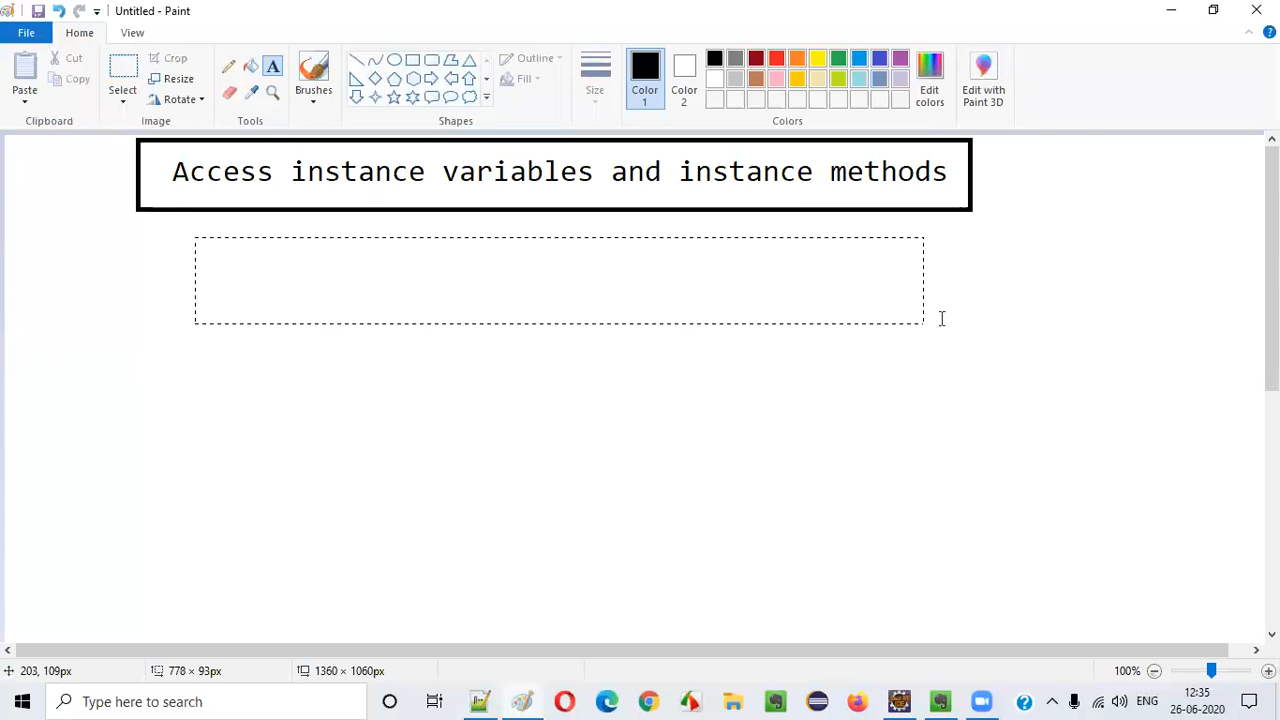 Untitled - Paint
File
Home
View
Paste
Cut
Copy
Clipboard
Select
Crop
Resize
Rotate
Image
A
Tools
Brushes
Outline
Fill
Shapes
Size
Color 1
Color 2
Edit colors
Colors
Edit with Paint 3D
Access instance variables and instance methods
203, 109px
778 × 93px
1360 × 1060px
100%
Type here to search
ENG
12:35
26-06-2020